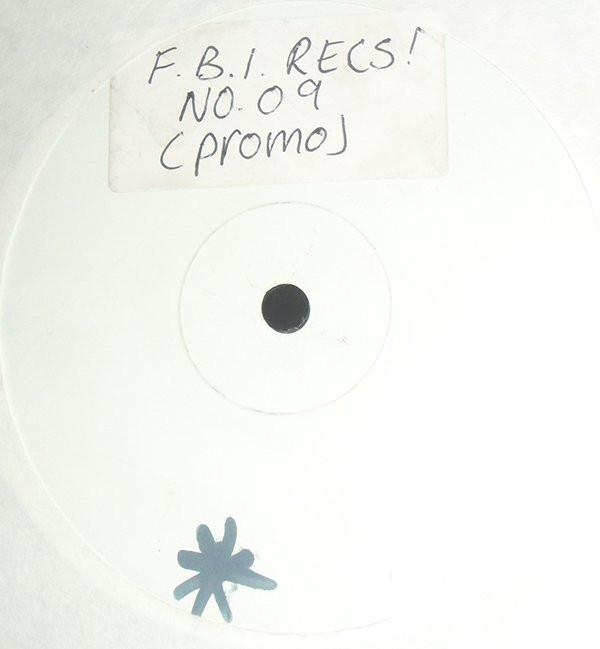 F.B.I. RECS!
NO.09
(promo)